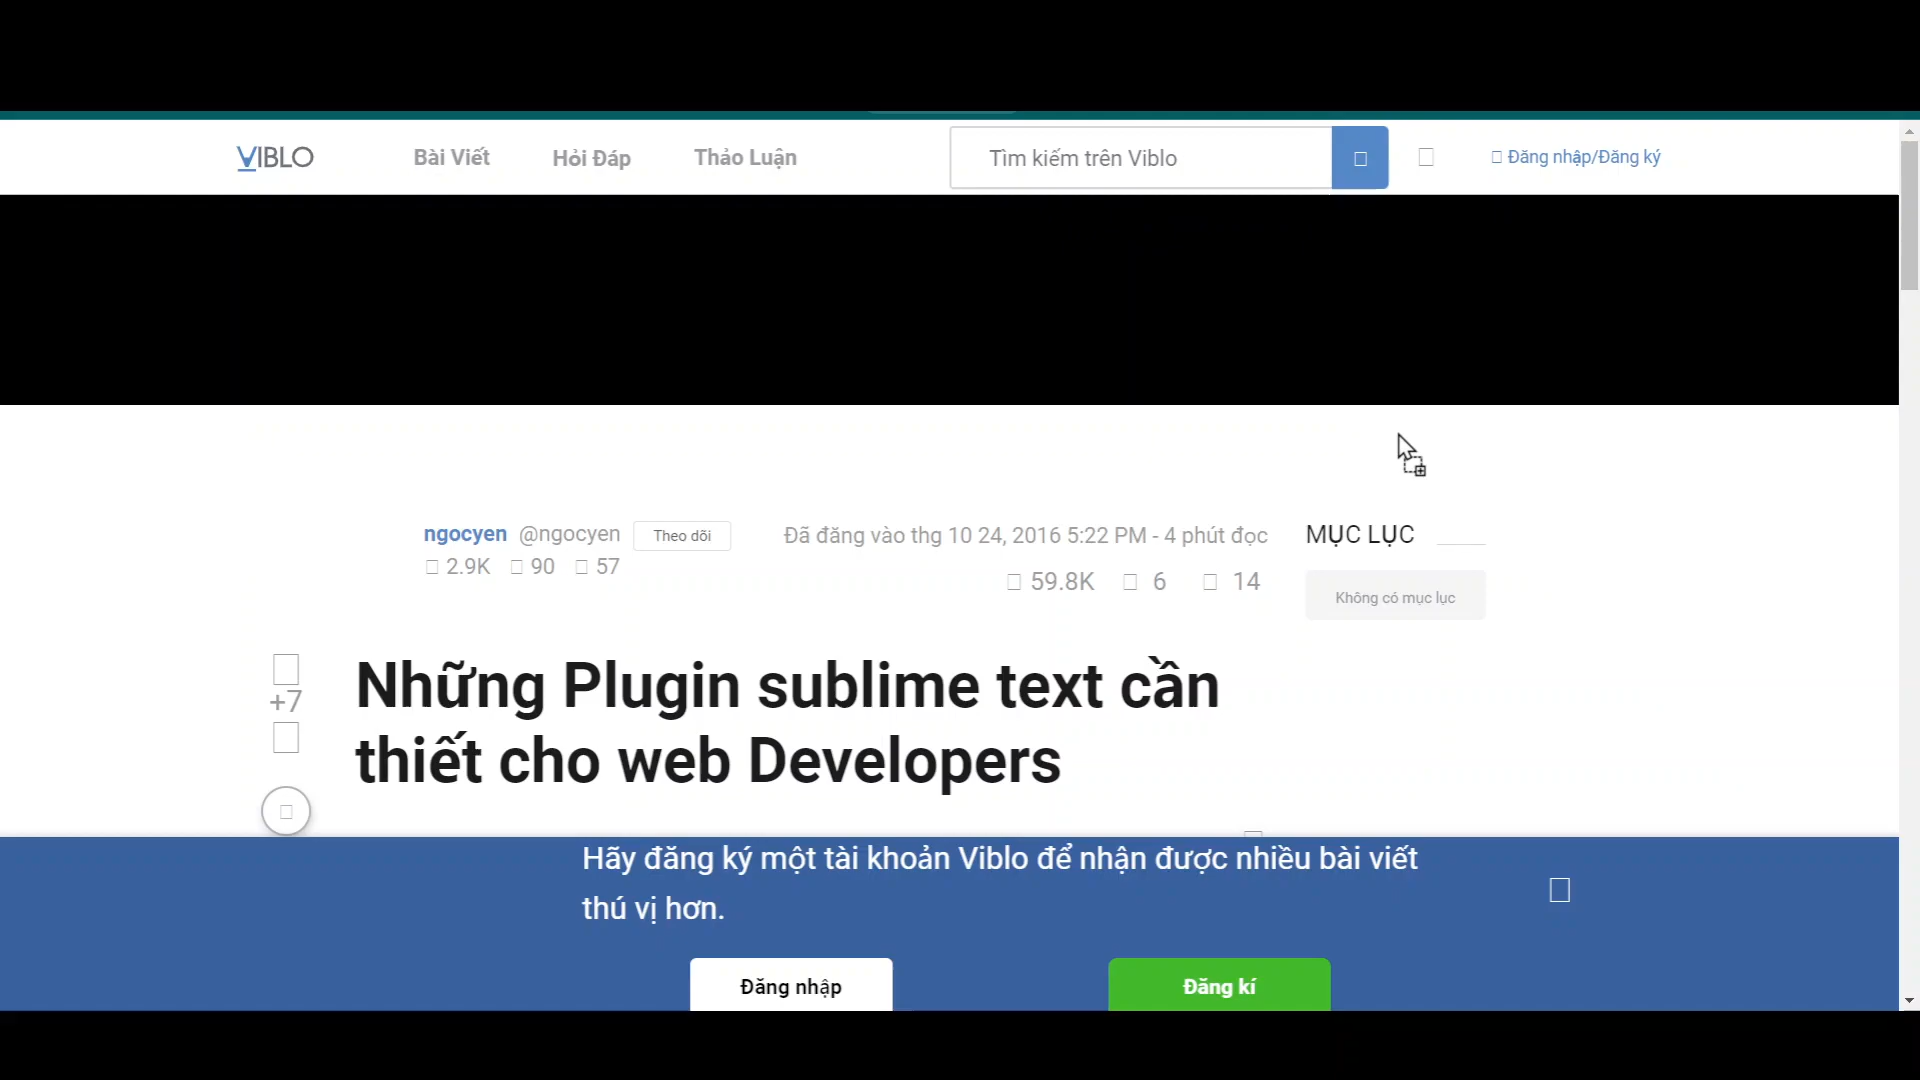 VIBLO
Bài Viết
Hỏi Đáp
Thảo Luận
Tìm kiếm trên Viblo
Đăng nhập/Đăng ký
ngocyen @ngocyen Theo dõi
2.9K 90 57
Đã đăng vào thg 10 24, 2016 5:22 PM - 4 phút đọc
59.8K 6 14
MỤC LỤC
Không có mục lục
+7
Những Plugin sublime text cần
thiết cho web Developers
Hãy đăng ký một tài khoản Viblo để nhận được nhiều bài viết
thú vị hơn.
Đăng nhập
Đăng kí